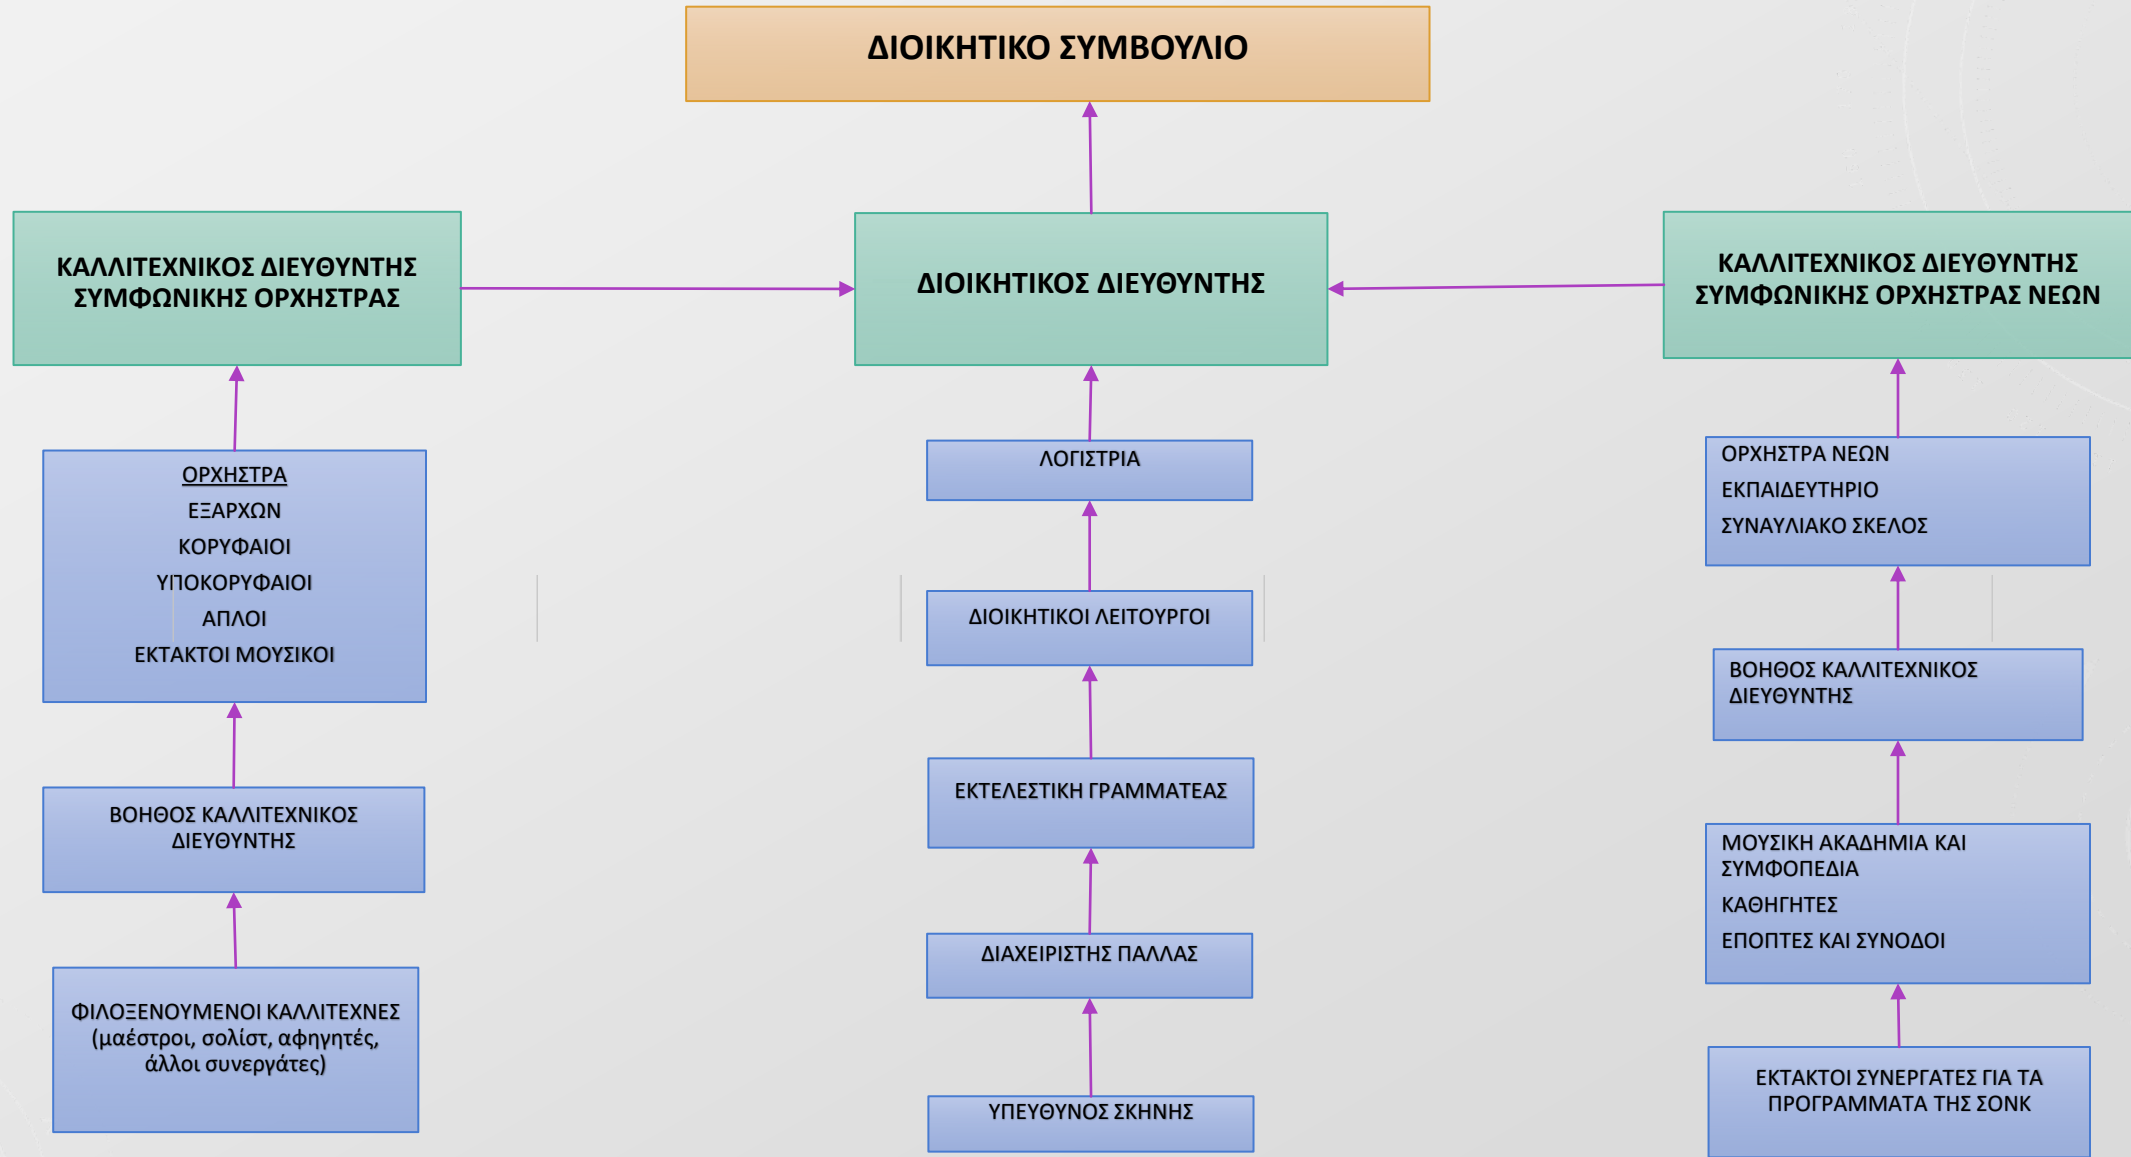 ΔΙΟΙΚΗΤΙΚΟ ΣΥΜΒΟΥΛΙΟ
ΚΑΛΛΙΤΕΧΝΙΚΟΣ ΔΙΕΥΘΥΝΤΗΣ
ΣΥΜΦΩΝΙΚΗΣ ΟΡΧΗΣΤΡΑΣ
ΔΙΟΙΚΗΤΙΚΟΣ ΔΙΕΥΘΥΝΤΗΣ
ΚΑΛΛΙΤΕΧΝΙΚΟΣ ΔΙΕΥΘΥΝΤΗΣ
ΣΥΜΦΩΝΙΚΗΣ ΟΡΧΗΣΤΡΑΣ ΝΕΩΝ
ΟΡΧΗΣΤΡΑ
ΕΞΑΡΧΩΝ
ΚΟΡΥΦΑΙΟΙ
ΥΠΟΚΟΡΥΦΑΙΟΙ
ΑΠΛΟΙ
ΕΚΤΑΚΤΟΙ ΜΟΥΣΙΚΟΙ
ΒΟΗΘΟΣ ΚΑΛΛΙΤΕΧΝΙΚΟΣ
ΔΙΕΥΘΥΝΤΗΣ
ΦΙΛΟΞΕΝΟΥΜΕΝΟΙ ΚΑΛΛΙΤΕΧΝΕΣ
(μαέστροι, σολίστ, αφηγητές,
άλλοι συνεργάτες)
ΛΟΓΙΣΤΡΙΑ
ΔΙΟΙΚΗΤΙΚΟΙ ΛΕΙΤΟΥΡΓΟΙ
ΕΚΤΕΛΕΣΤΙΚΗ ΓΡΑΜΜΑΤΕΑΣ
ΔΙΑΧΕΙΡΙΣΤΗΣ ΠΑΛΛΑΣ
ΥΠΕΥΘΥΝΟΣ ΣΚΗΝΗΣ
ΟΡΧΗΣΤΡΑ ΝΕΩΝ
ΕΚΠΑΙΔΕΥΤΗΡΙΟ
ΣΥΝΑΥΛΙΑΚΟ ΣΚΕΛΟΣ
ΒΟΗΘΟΣ ΚΑΛΛΙΤΕΧΝΙΚΟΣ
ΔΙΕΥΘΥΝΤΗΣ
ΜΟΥΣΙΚΗ ΑΚΑΔΗΜΙΑ ΚΑΙ
ΣΥΜΦΟΠΕΔΙΑ
ΚΑΘΗΓΗΤΕΣ
ΕΠΟΠΤΕΣ ΚΑΙ ΣΥΝΟΔΟΙ
ΕΚΤΑΚΤΟΙ ΣΥΝΕΡΓΑΤΕΣ ΓΙΑ ΤΑ
ΠΡΟΓΡΑΜΜΑΤΑ ΤΗΣ ΣΟΝΚ